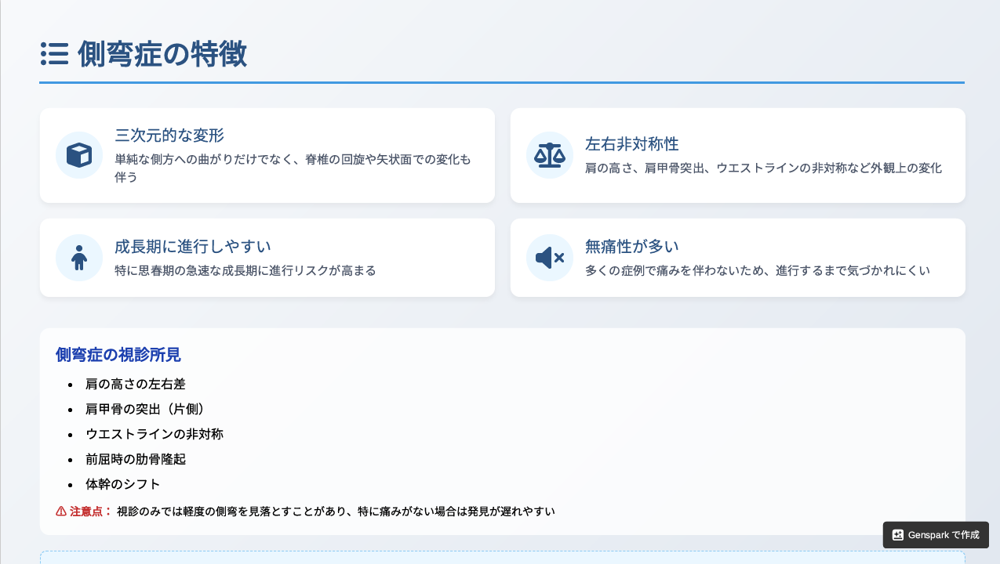 側弯症の特徴
三次元的な変形
単純な側方への曲がりだけでなく、脊椎の回旋や矢状面での変化も
伴う
左右非対称性
肩の高さ、肩甲骨突出、ウエストラインの非対称など外観上の変化
成長期に進行しやすい
特に思春期の急速な成長期に進行リスクが高まる
無痛性が多い
多くの症例で痛みを伴わないため、進行するまで気づかれにくい
側弯症の視診所見
• 肩の高さの左右差
• 肩甲骨の突出（片側）
• ウエストラインの非対称
• 前屈時の肋骨隆起
• 体幹のシフト
注意点： 視診のみでは軽度の側弯を見落とすことがあり、特に痛みがない場合は発見が遅れやすい
Genspark で作成